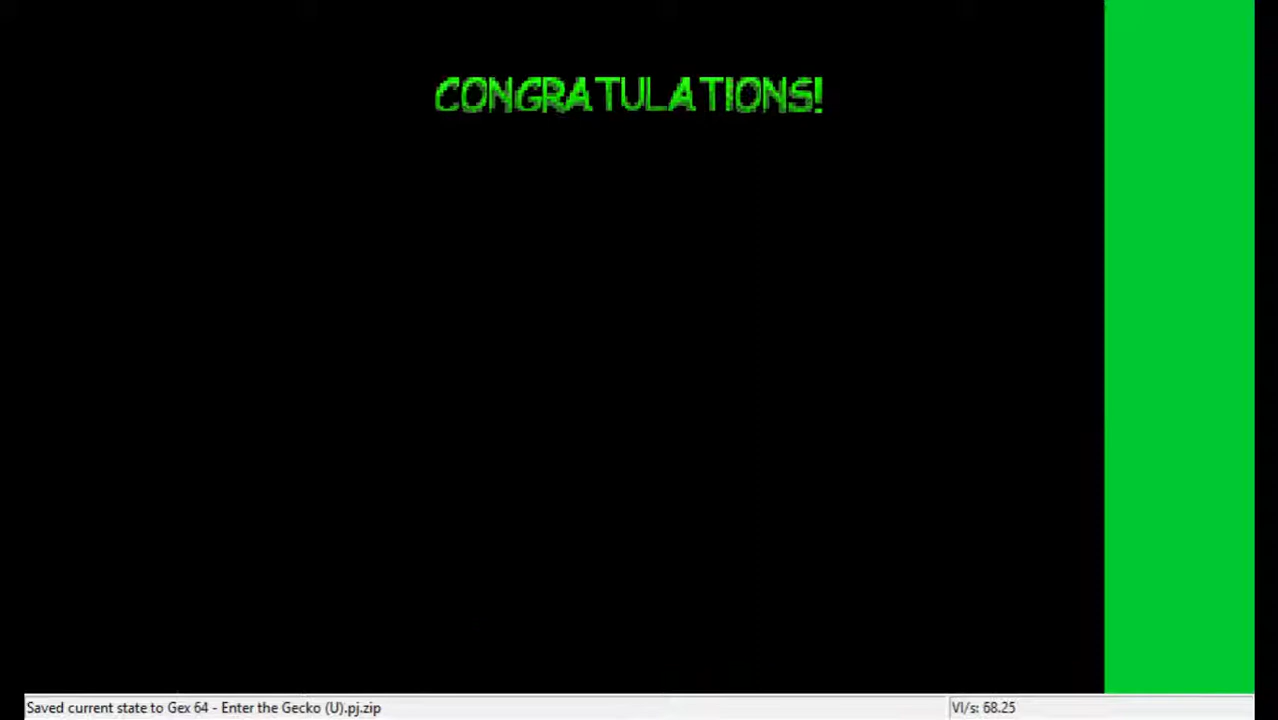 CONGRATULATIONS!
Saved current state to Gex 64 - Enter the Gecko (U).pj.zip
VI/s: 68.25